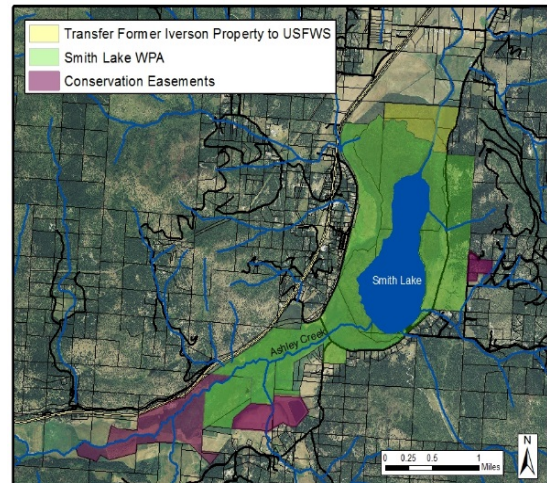 Transfer Former Iverson Property to USFWS
Smith Lake WPA
Conservation Easements
Smith Lake
Ashley Creek
N
0 0.25 0.5 1
Miles